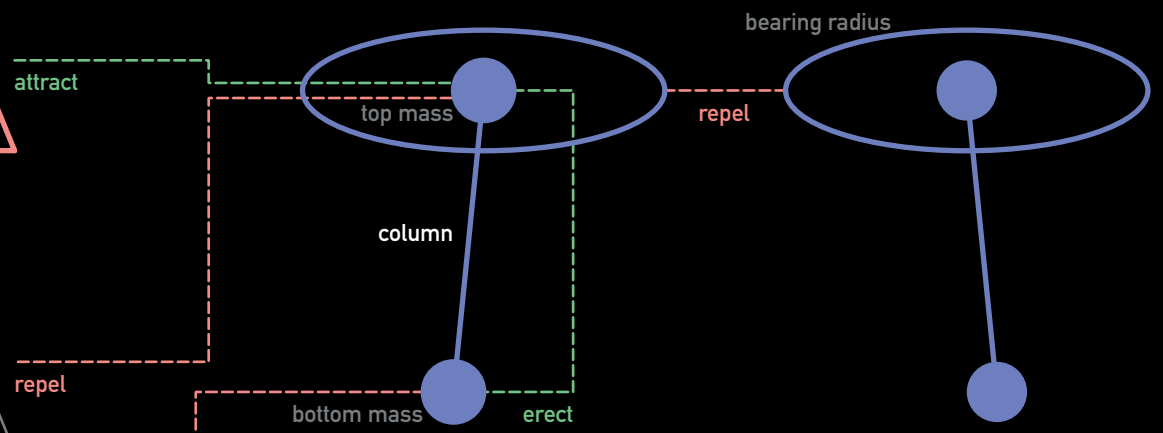 bearing radius
attract
top mass
repel
column
repel
bottom mass
erect